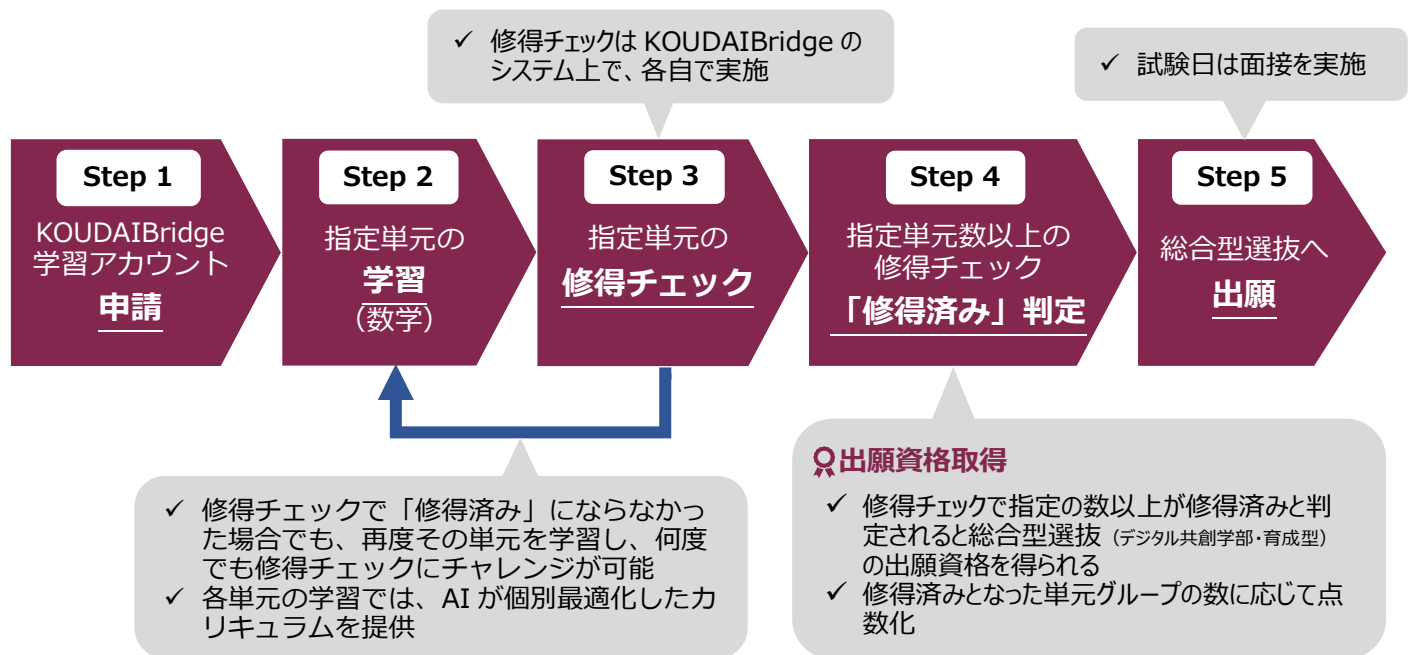 ✓ 修得チェックは KOUDAIBridge の
システム上で、各自で実施
✓ 試験日は面接を実施
Step 1
KOUDAIBridge
学習アカウント
申請
Step 2
指定単元の
学習
（数学）
Step 3
指定単元の
修得チェック
Step 4
指定単元数以上の
修得チェック
「修得済み」判定
Step 5
総合型選抜へ
出願
✓ 修得チェックで「修得済み」にならなかっ
た場合でも、再度その単元を学習し、何度
でも修得チェックにチャレンジが可能
✓ 各単元の学習では、AI が個別最適化したカ
リキュラムを提供
出願資格取得
✓ 修得チェックで指定の数以上が修得済みと判
定されると総合型選抜（デジタル共創学部・育成型）
の出願資格を得られる
✓ 修得済みとなった単元グループの数に応じて点
数化